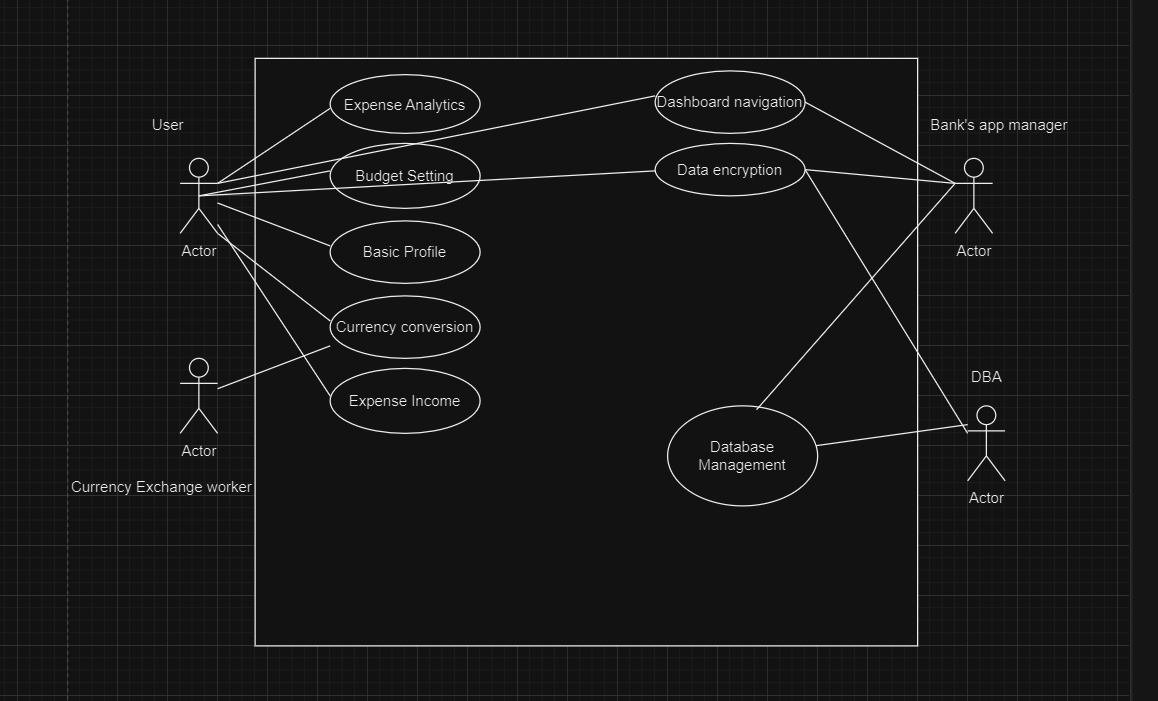 User
Actor
Currency Exchange worker
Actor
Expense Analytics
Budget Setting
Basic Profile
Currency conversion
Expense Income
Dashboard navigation
Data encryption
Database
Management
Bank's app manager
Actor
DBA
Actor